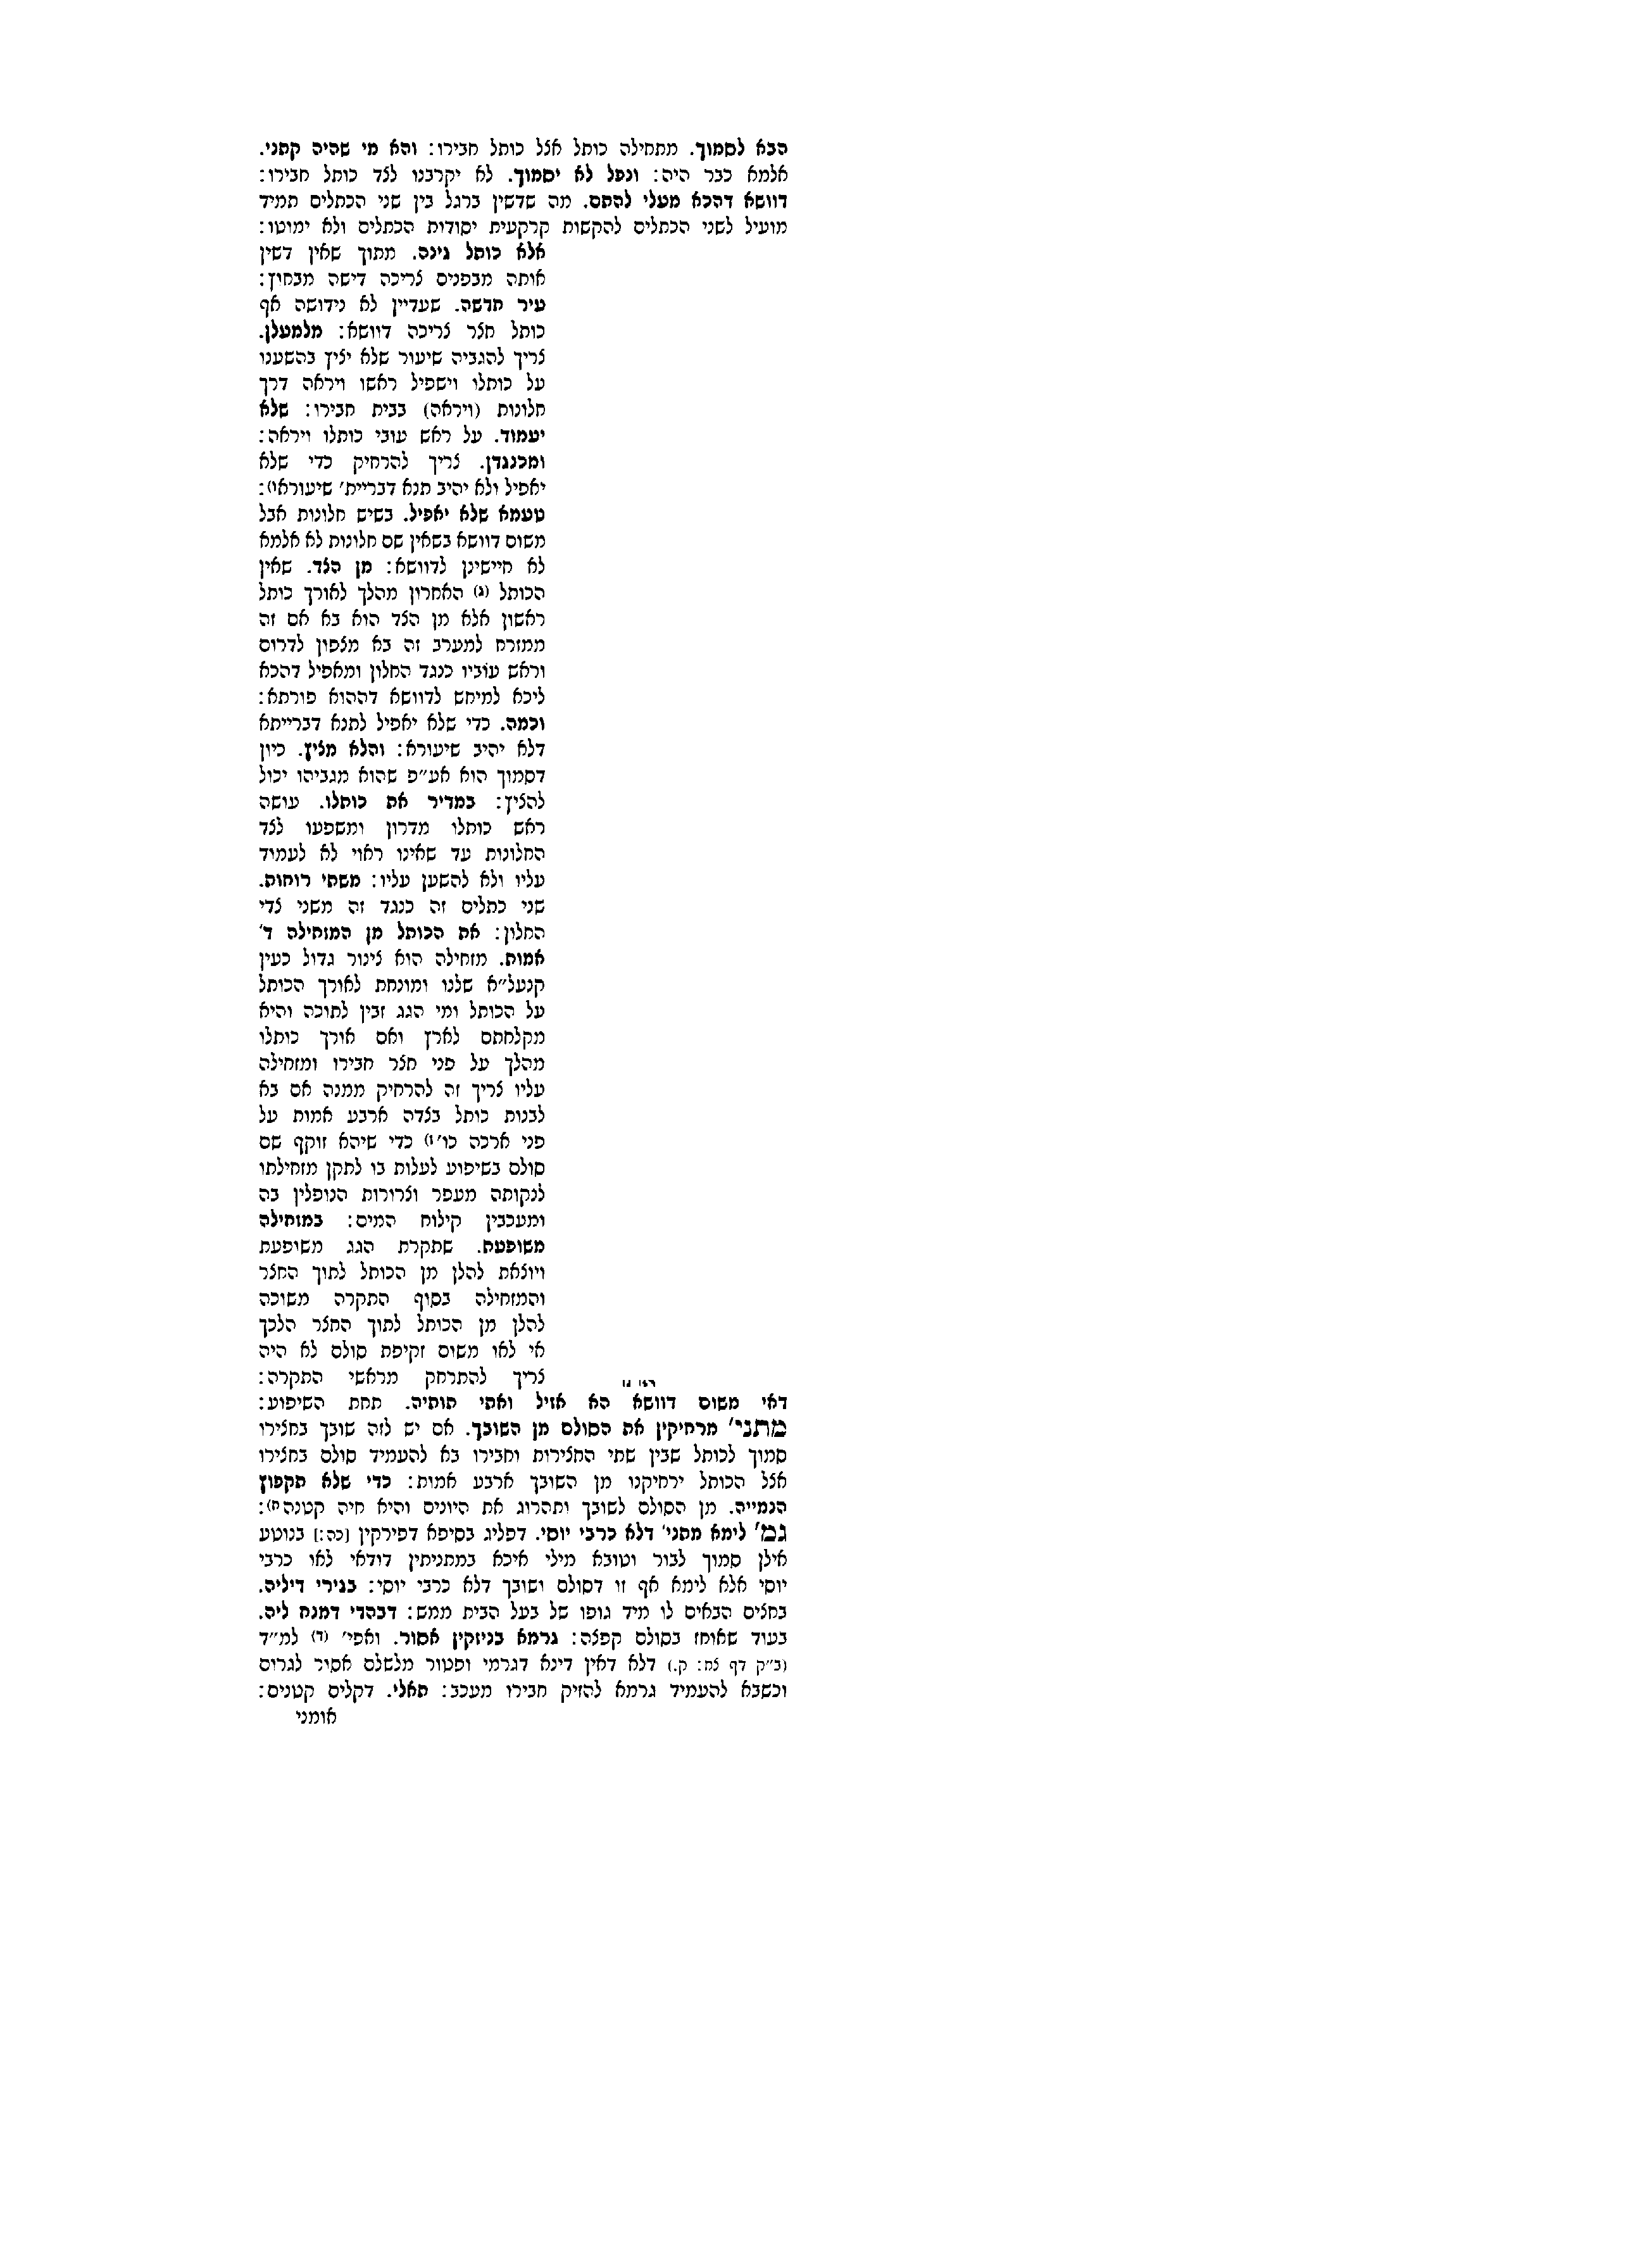 הבא לסמוך. מתחילה כותל אצל כותל חבירו: והא מי שהיה קתני.
אלמא כבר היה: ונפל לא יסמוך. לא יקרבנו לצד כותל חבירו:
דוושא דהכא מעלי להתם. מה שדשין ברגל בין שני הכתלים תמיד
מועיל לשני הכתלים להקשות קרקעית יסודות הכתלים ולא ימוטו:
אלא כותל גינה. מתוך שאין דשין
אותה מבפנים צריכה דישה מבחוץ:
עיר חדשה. שעדיין לא נידושה אף
כותל חצר צריכה דוושא: מלמעלן.
צריך להגביה שיעור שלא יציץ בהשענו
על כותלו וישפיל ראשו ויראה דרך
חלונות (ויראה) בבית חבירו: שלא
יעמוד. על ראש עובי כותלו ויראה:
ומכנגדן. צריך להרחיק כדי שלא
יאפיל ולא יהיב תנא דברייתי שיעורא׳):
טעמא שלא יאפיל. בשיש חלונות אבל
משום דוושא בשאין שם חלונות לא אלמא
לא חיישינן לדוושא: מן הצד. שאין
הכותל (ג) האחרון מהלך לאורך כותל
ראשון אלא מן הצד הוא בא אם זה
ממזרח למערב זה בא מצפון לדרום
וראש עוביו כנגד החלון ומאפיל דהכא
ליכא למיחש לדוושא דההוא פורתא:
וכמה. כדי שלא יאפיל לתנא דברייתא
דלא יהיב שיעורא: והלא מציץ. כיון
דסמוך הוא אע״פ שהוא מגביהו יכול
להציץ: במדיר את כותלו. עושה
ראש כותלו מדרון ומשפעו לצד
החלונות עד שאינו ראוי לא לעמוד
עליו ולא להשען עליו: משתי רוחות.
שני כתלים זה כנגד זה משני צדי
החלון: את הכותל מן המזחילה ד׳
אמות. מזחילה הוא צינור גדול כעין
קנעל״א שלנו ומונחת לאורך הכותל
על הכותל ומי הגג זבין לתוכה והיא
מקלחתם לארץ ואם אורך כותלו
מהלך על פני חצר חבירו ומזחילה
עליו צריך זה להרחיק ממנה אם בא
לבנות כותל בצדה ארבע אמות על
פני ארכה כו׳ ו) כדי שיהא זוקף שם
סולם בשיפוע לעלות בו לתקן מזחילתו
לנקותה מעפר וצרורות הנופלין בה
ומעכבין קילוח המים: במזחילה
משופעת. שתקרת הגג משופעת
ויוצאת להלן מן הכותל לתוך החצר
והמזחילה בסוף התקרה משוכה
להלן מן הכותל לתוך החצר הלכך
אי לאו משום זקיפת סולם לא היה
צריך להתרחק מראשי התקרה:
דאי משום דוושא הא אזיל ואתי תותיה. תחת השיפוע:
מתני׳ מרחיקין את הסולם מן השובך. אם יש לזה שובך בחצירו
סמוך לכותל שבין שתי החצירות וחבירו בא להעמיד סולם בחצירו
אצל הכותל ירחיקנו מן השובך ארבע אמות: כדי שלא תקפוץ
הנמייה. מן הסולם לשובך ותהרוג את היונים והיא חיה קטנה ח):
גמ׳ לימא מתני׳ דלא כרבי יוסי. דפליג בסיפא דפירקין [כה:] בנוטע
אילן סמוך לבור וטובא מילי איכא במתניתין דודאי לאו כרבי
יוסי אלא לימא אף זו דסולם ושובך דלא כרבי יוסי: בגירי דיליה.
בחצים הבאים לו מיד גופו של בעל הבית ממש: דבהדי דמנח ליה.
בעוד שאוחז בסולם קפצה: גרמא בניזקין אסור. ואפי׳ (ד) למ״ד
(ב״ק דף צח: ק.) דלא דאין דינא דגרמי ופטור מלשלם אסור לגרום
וכשבא להעמיד גרמא להזיק חבירו מעכב: תאלי. דקלים קטנים:
אומני